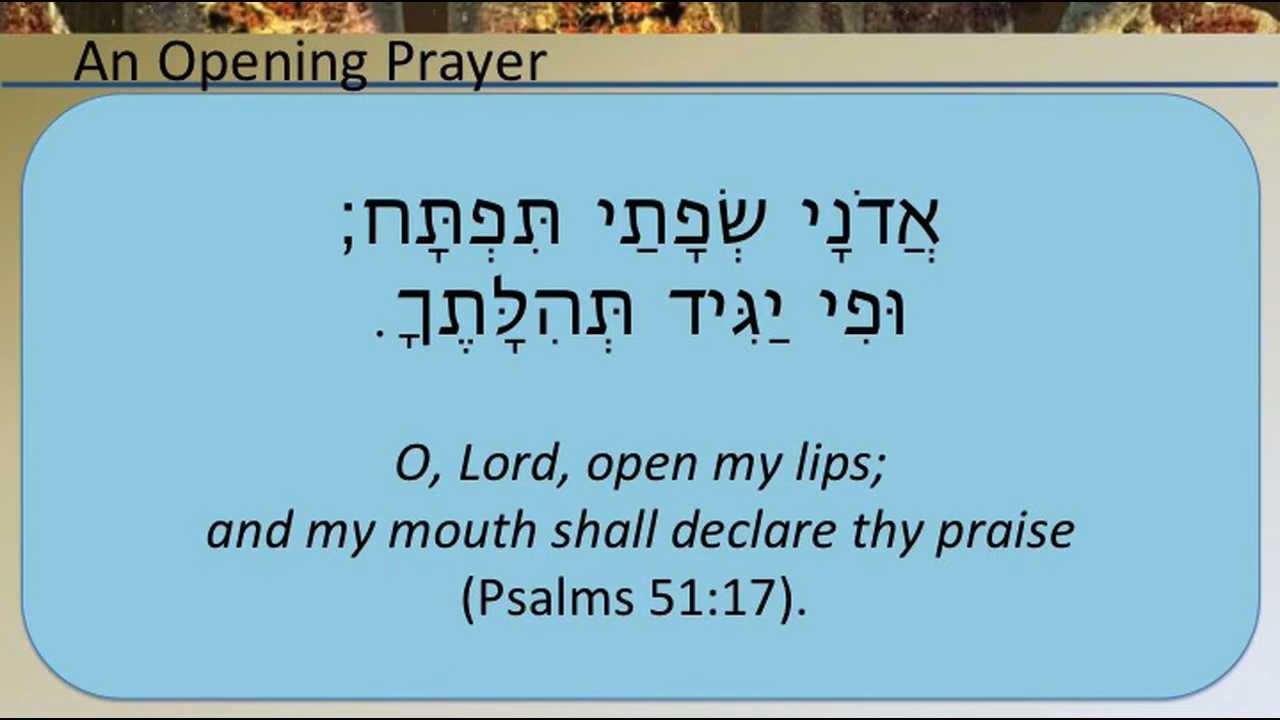 An Opening Prayer
אֲדֹנָי שְׂפָתַי תִּפְתָּח;
וּפִי יַגִּיד תְּהִלָּתֶךָ.
O, Lord, open my lips;
and my mouth shall declare thy praise
(Psalms 51:17).